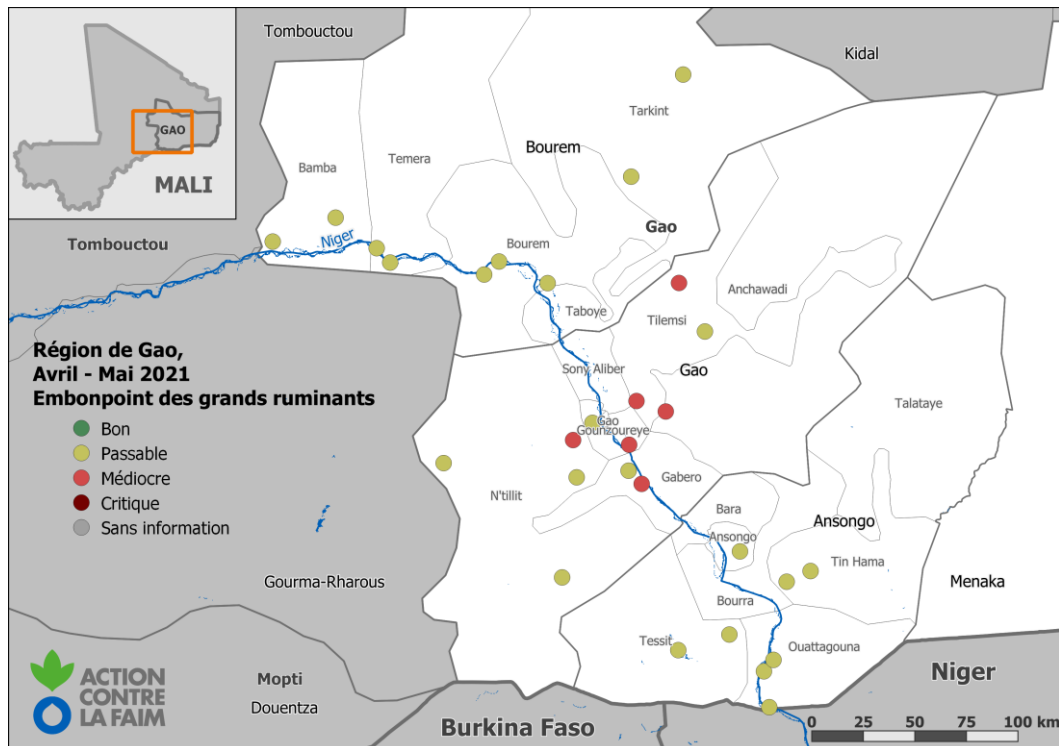 Tombouctou
Kidal
GAO
MALI
Tarkint
Bourem
Bamba
Temera
Gao
Tombouctou
Niger
Bourem
Anchawadi
Taboye
Tilemsi
Région de Gao,
Avril - Mai 2021
Embonpoint des grands ruminants
Bon
Passable
Médiocre
Critique
Sans information
Sony Aliber
Gao
Talataye
Gao
Gounzoureye
N'tillit
Gabero
Bara
Ansongo
Ansongo
Tin Hama
Gourma-Rharous
Menaka
Bourra
Tessit
Ouattagouna
ACTION
CONTRE
LA FAIM
Mopti
Douentza
Niger
Burkina Faso
0 25 50 75 100 km